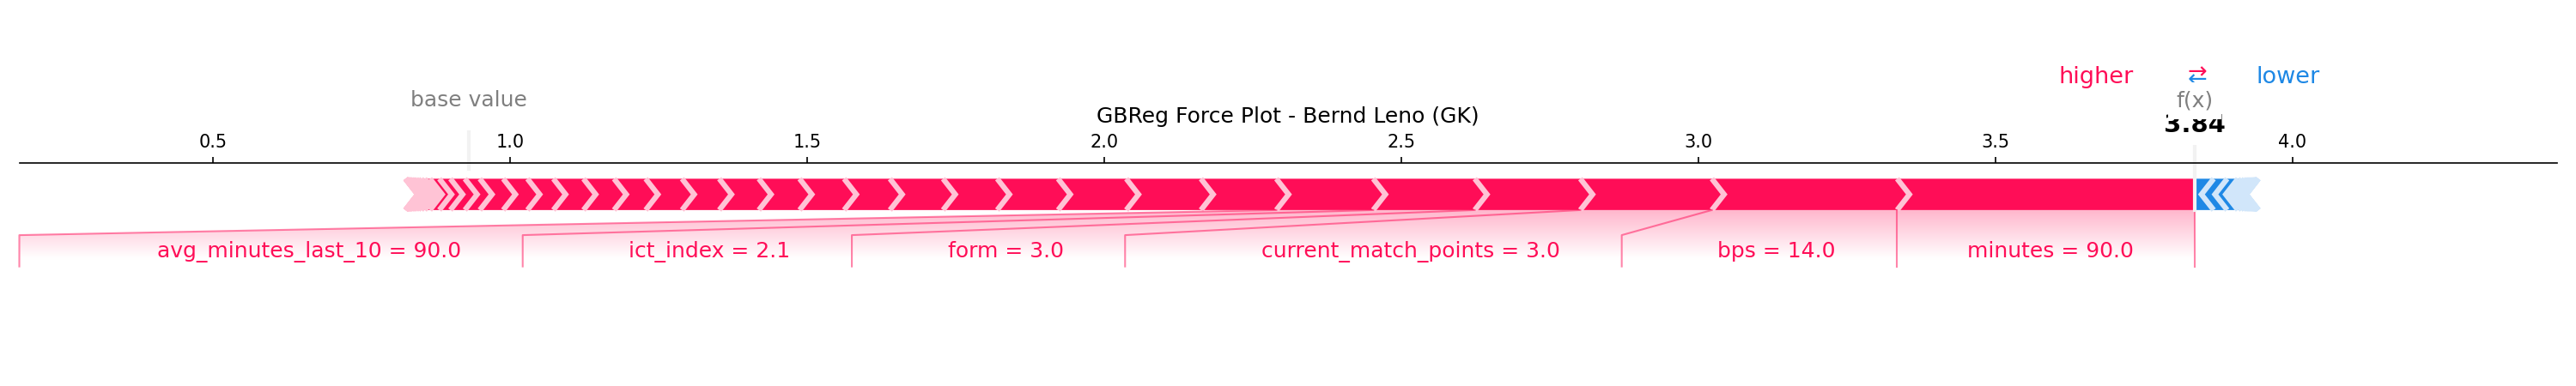 higher ⇄ lower
base value
f(x)
GBReg Force Plot - Bernd Leno (GK)
3.84
0.5 1.0 1.5 2.0 2.5 3.0 3.5 4.0
avg_minutes_last_10 = 90.0 ict_index = 2.1 form = 3.0 current_match_points = 3.0 bps = 14.0 minutes = 90.0